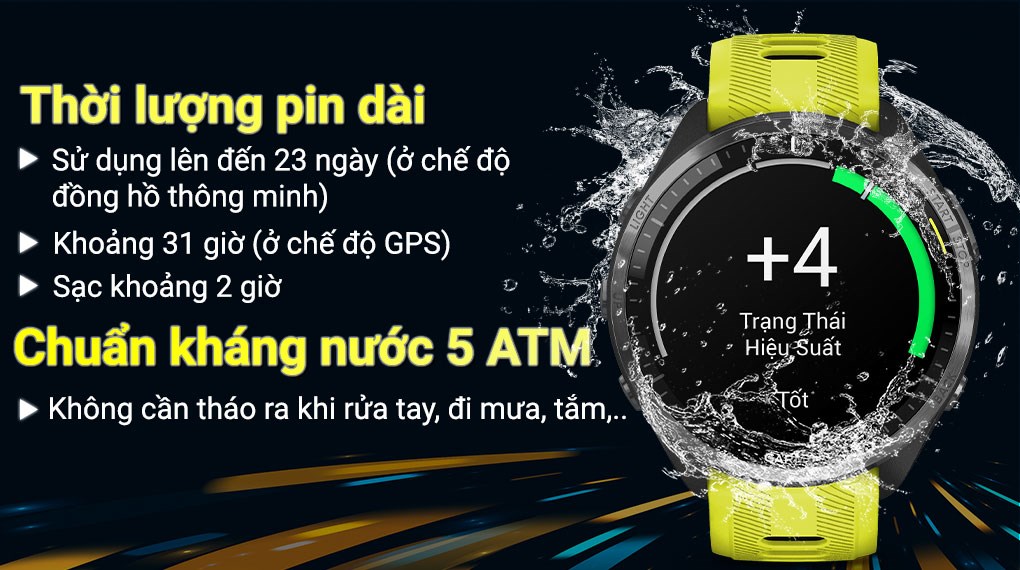 Thời lượng pin dài
Sử dụng lên đến 23 ngày (ở chế độ
đồng hồ thông minh)
Khoảng 31 giờ (ở chế độ GPS)
Sạc khoảng 2 giờ
Chuẩn kháng nước 5 ATM
Không cần tháo ra khi rửa tay, đi mưa, tắm,..
LIGHT
START
STOP
+4
Trạng Thái
Hiệu Suất
Tốt